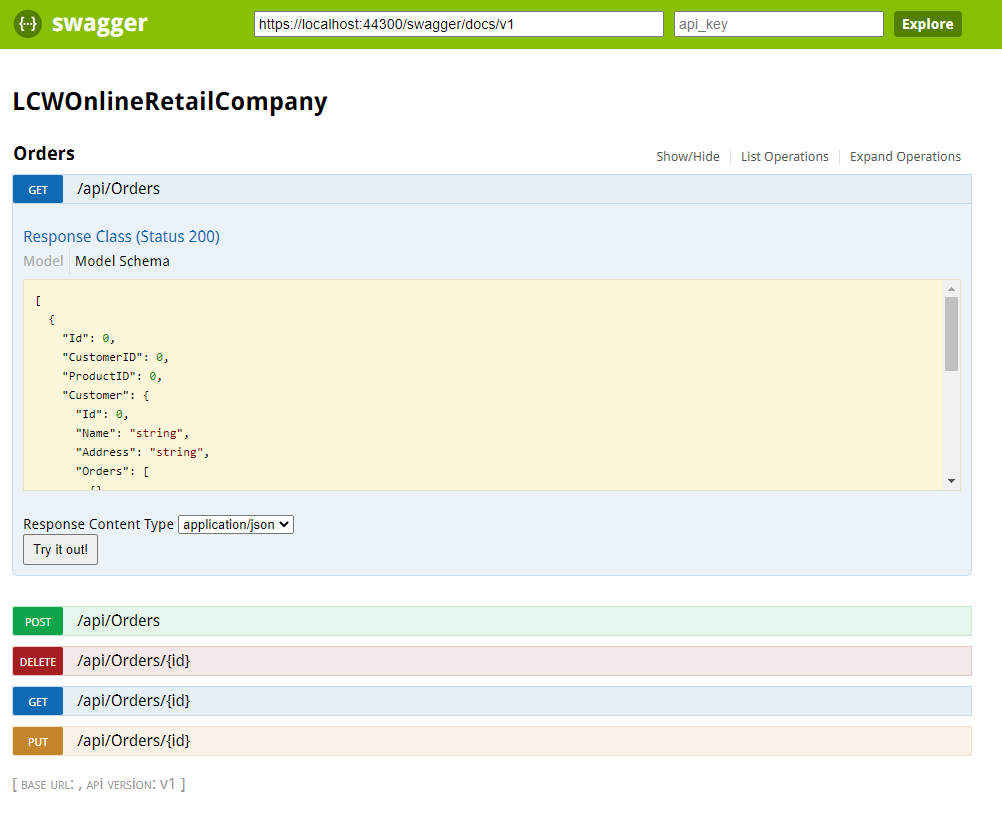 {···} swagger https://localhost:44300/swagger/docs/v1 api_key Explore
LCWOnlineRetailCompany
Orders Show/Hide List Operations Expand Operations
GET /api/Orders
Response Class (Status 200)
Model Model Schema
[
{
"Id": 0,
"CustomerID": 0,
"ProductID": 0,
"Customer": {
"Id": 0,
"Name": "string",
"Address": "string",
"Orders": [
{}
Response Content Type application/json
Try it out!
POST /api/Orders
DELETE /api/Orders/{id}
GET /api/Orders/{id}
PUT /api/Orders/{id}
[ BASE URL: , API VERSION: V1 ]